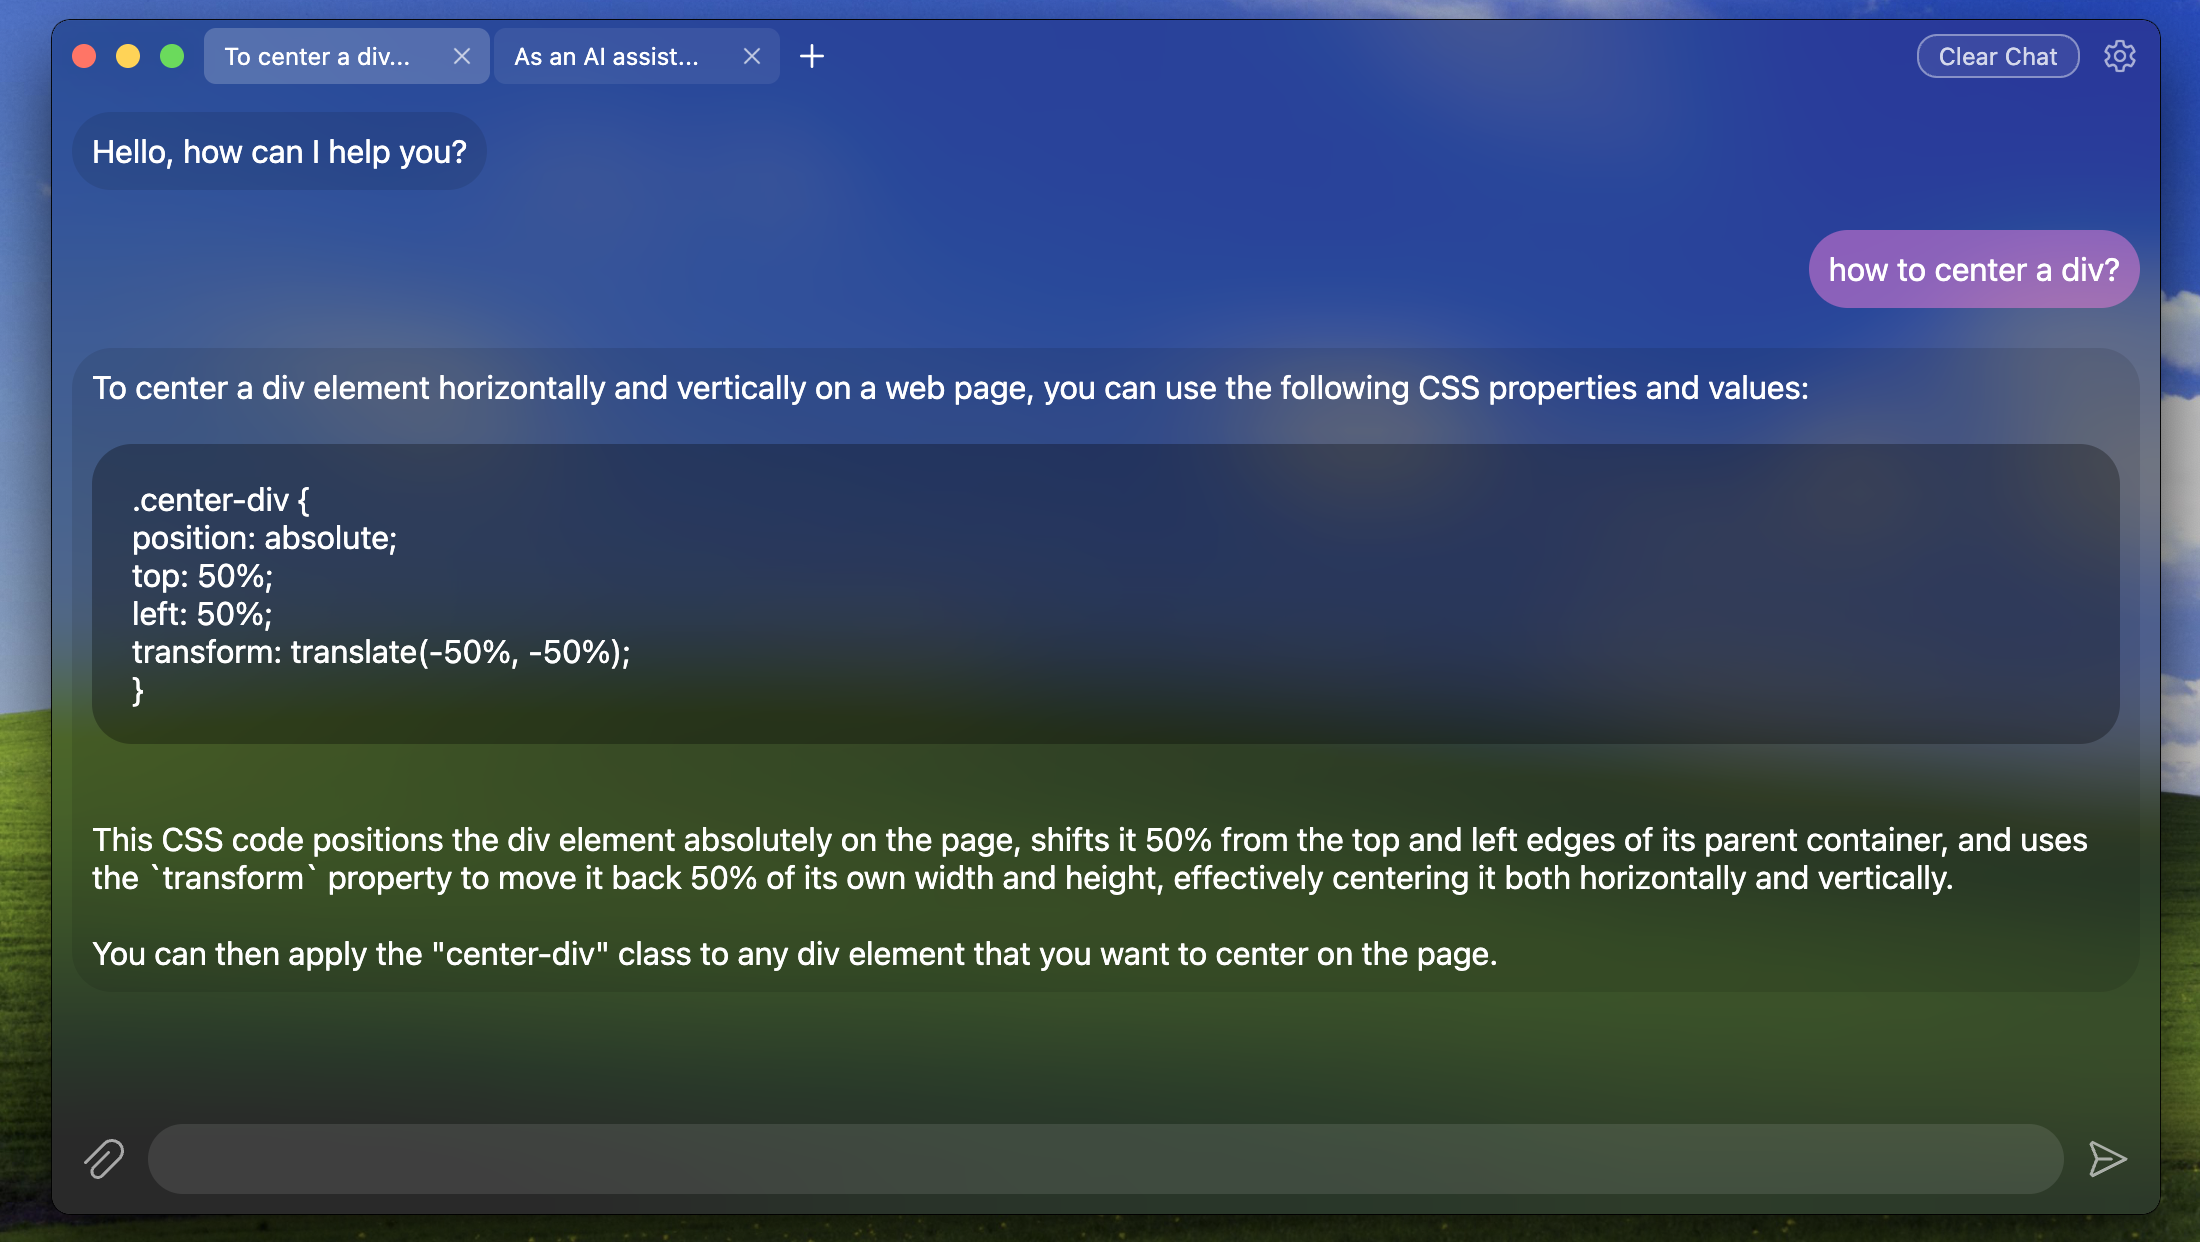 To center a div...
As an AI assist...
Clear Chat
Hello, how can I help you?
how to center a div?
To center a div element horizontally and vertically on a web page, you can use the following CSS properties and values:
.center-div {
position: absolute;
top: 50%;
left: 50%;
transform: translate(-50%, -50%);
}
This CSS code positions the div element absolutely on the page, shifts it 50% from the top and left edges of its parent container, and uses
the `transform` property to move it back 50% of its own width and height, effectively centering it both horizontally and vertically.
You can then apply the "center-div" class to any div element that you want to center on the page.